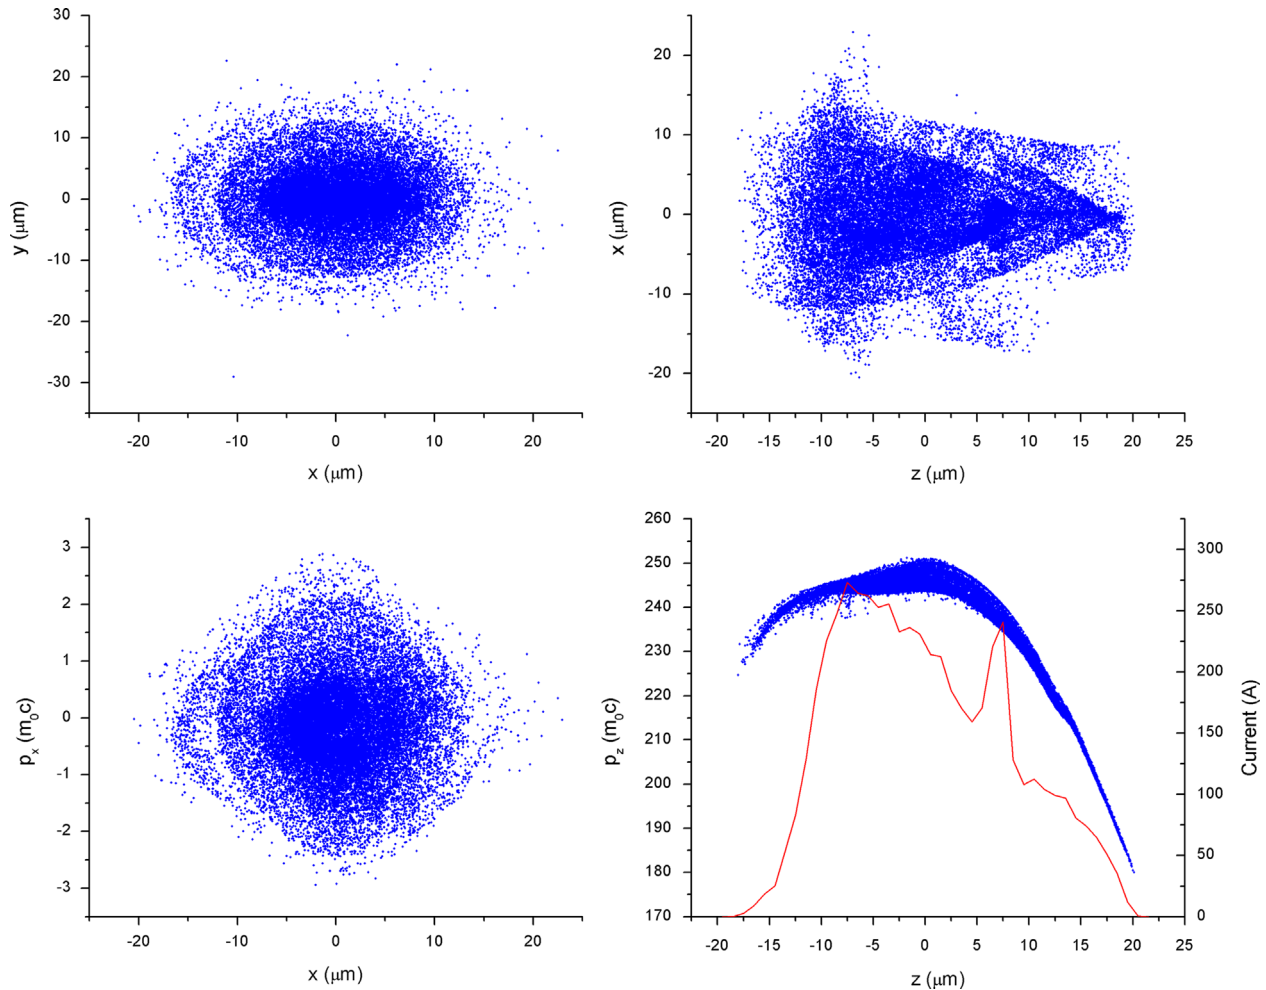 30
20
10
0
-10
-20
-30
y (μm)
-20 -10 0 10 20
x (μm)
20
10
0
-10
-20
x (μm)
-20 -15 -10 -5 0 5 10 15 20 25
z (μm)
3
2
1
0
-1
-2
-3
pₓ (m₀c)
-20 -10 0 10 20
x (μm)
260
250
240
230
220
210
200
190
180
170
p_z (m₀c)
300
250
200
150
100
50
0
Current (A)
-20 -15 -10 -5 0 5 10 15 20 25
z (μm)